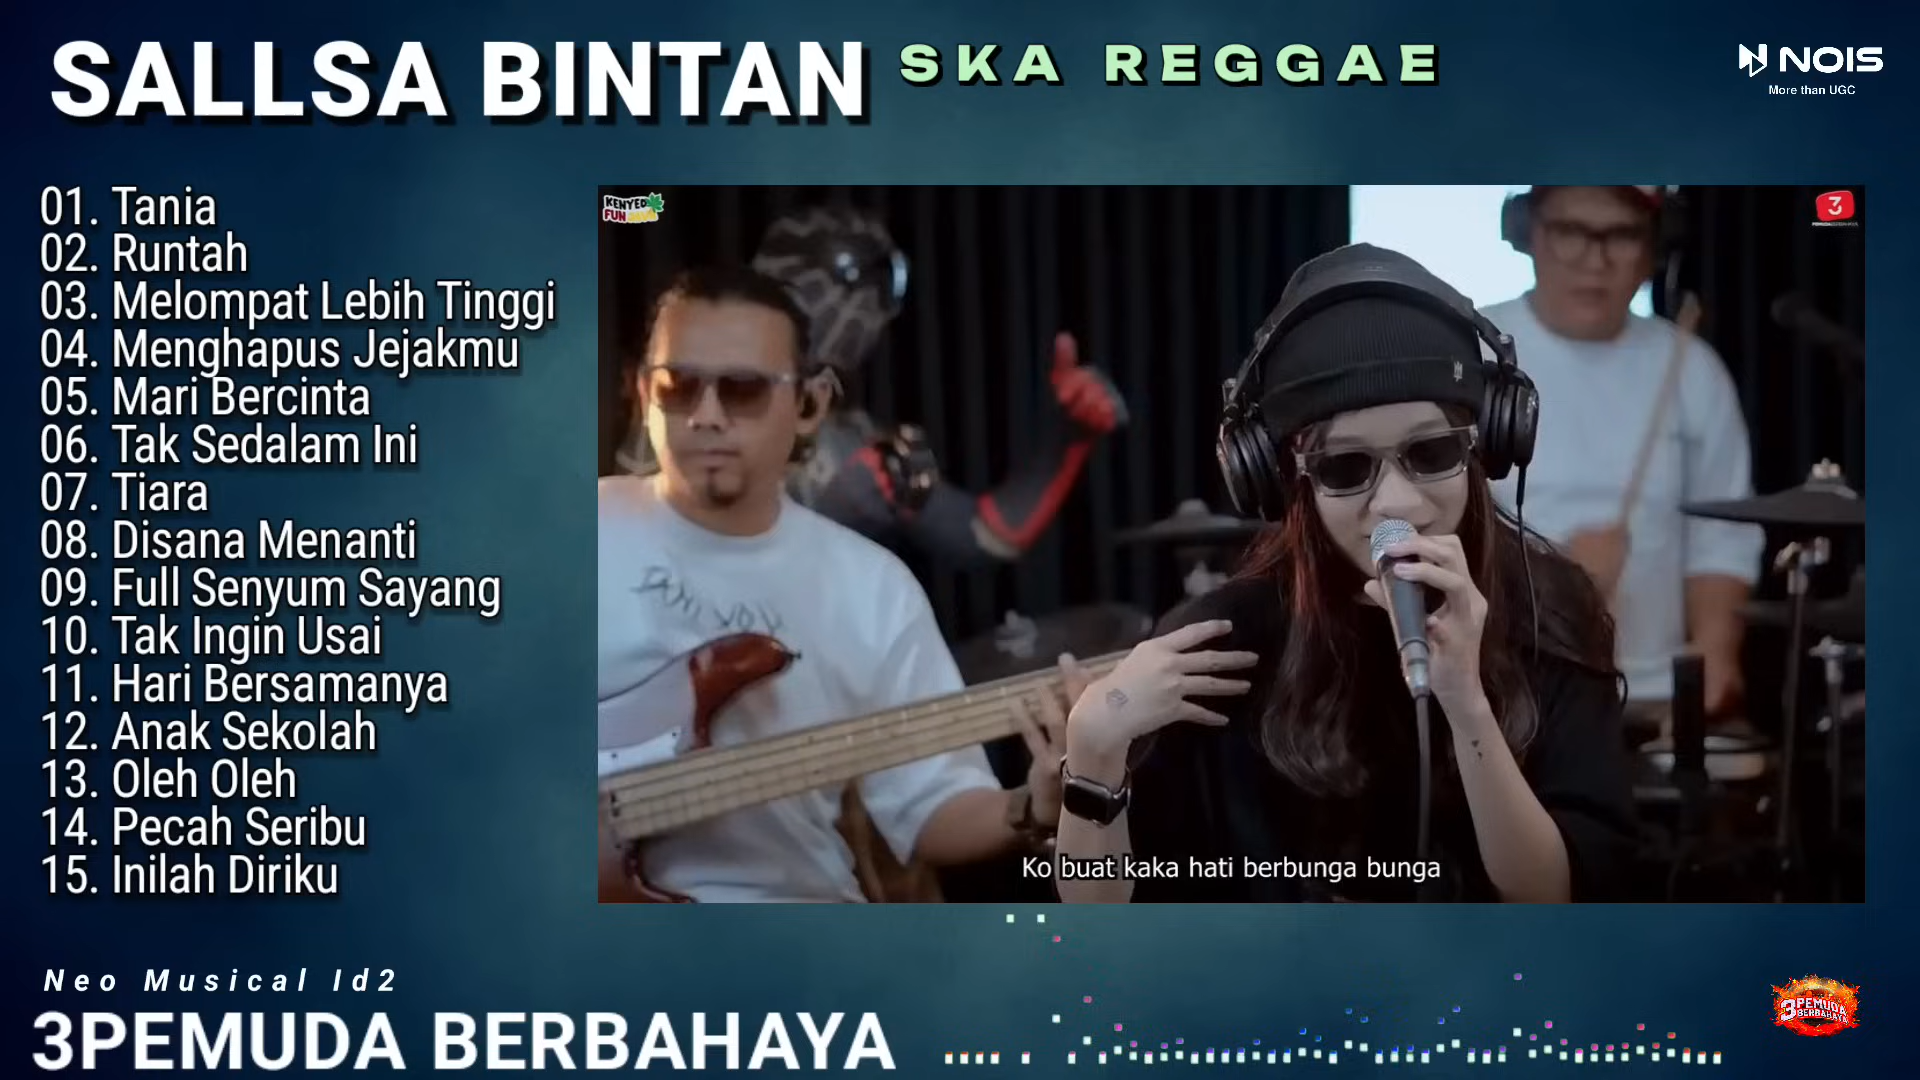 SALLSA BINTAN
SKA REGGAE
NOIS
More than UGC
01. Tania
02. Runtah
03. Melompat Lebih Tinggi
04. Menghapus Jejakmu
05. Mari Bercinta
06. Tak Sedalam Ini
07. Tiara
08. Disana Menanti
09. Full Senyum Sayang
10. Tak Ingin Usai
11. Hari Bersamanya
12. Anak Sekolah
13. Oleh Oleh
14. Pecah Seribu
15. Inilah Diriku
KENYED
FUN
3
Ko buat kaka hati berbunga bunga
Neo Musical Id2
3PEMUDA BERBAHAYA
3PEMUDA
BERBAHAYA